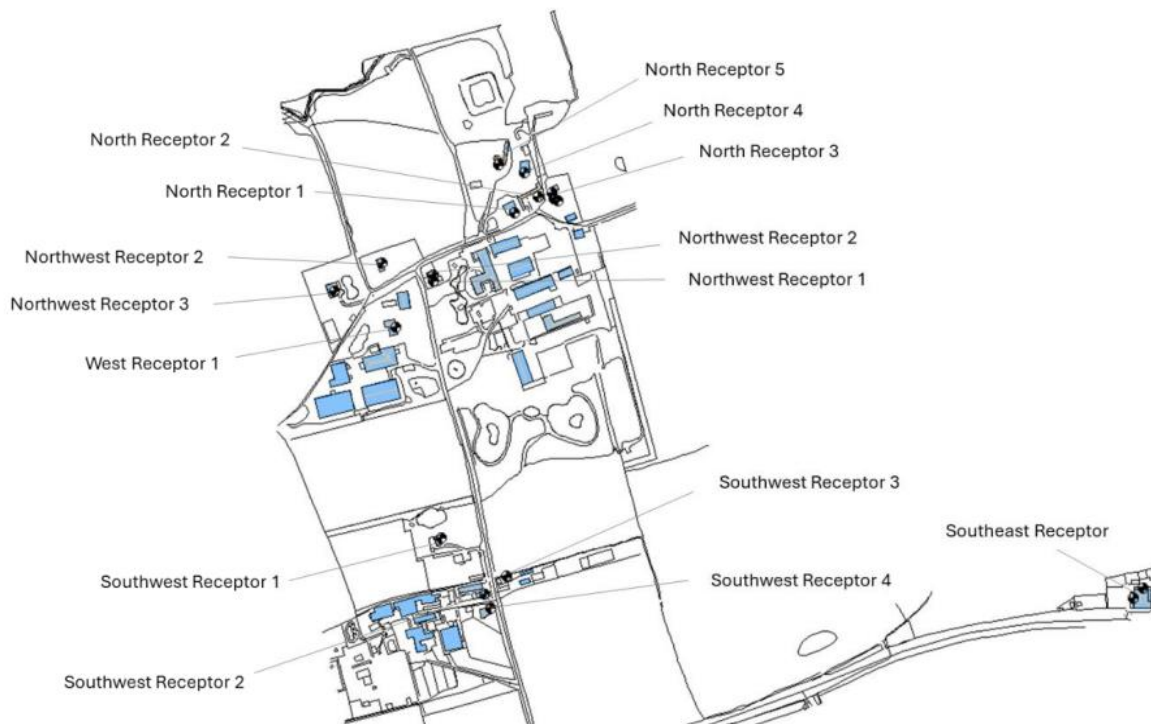 North Receptor 5
North Receptor 4
North Receptor 2
North Receptor 3
North Receptor 1
Northwest Receptor 2
Northwest Receptor 2
Northwest Receptor 1
Northwest Receptor 3
West Receptor 1
Southwest Receptor 3
Southeast Receptor
Southwest Receptor 1
Southwest Receptor 4
Southwest Receptor 2